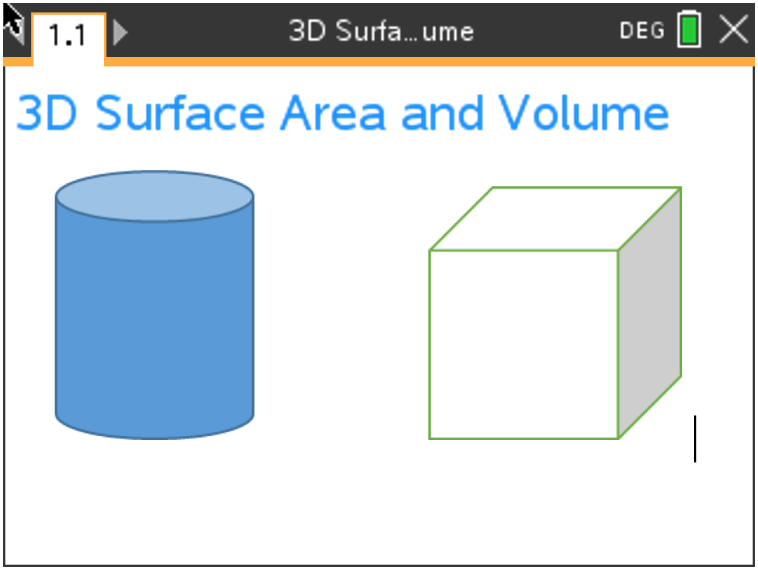 1.1 3D Surfa...ume DEG
3D Surface Area and Volume